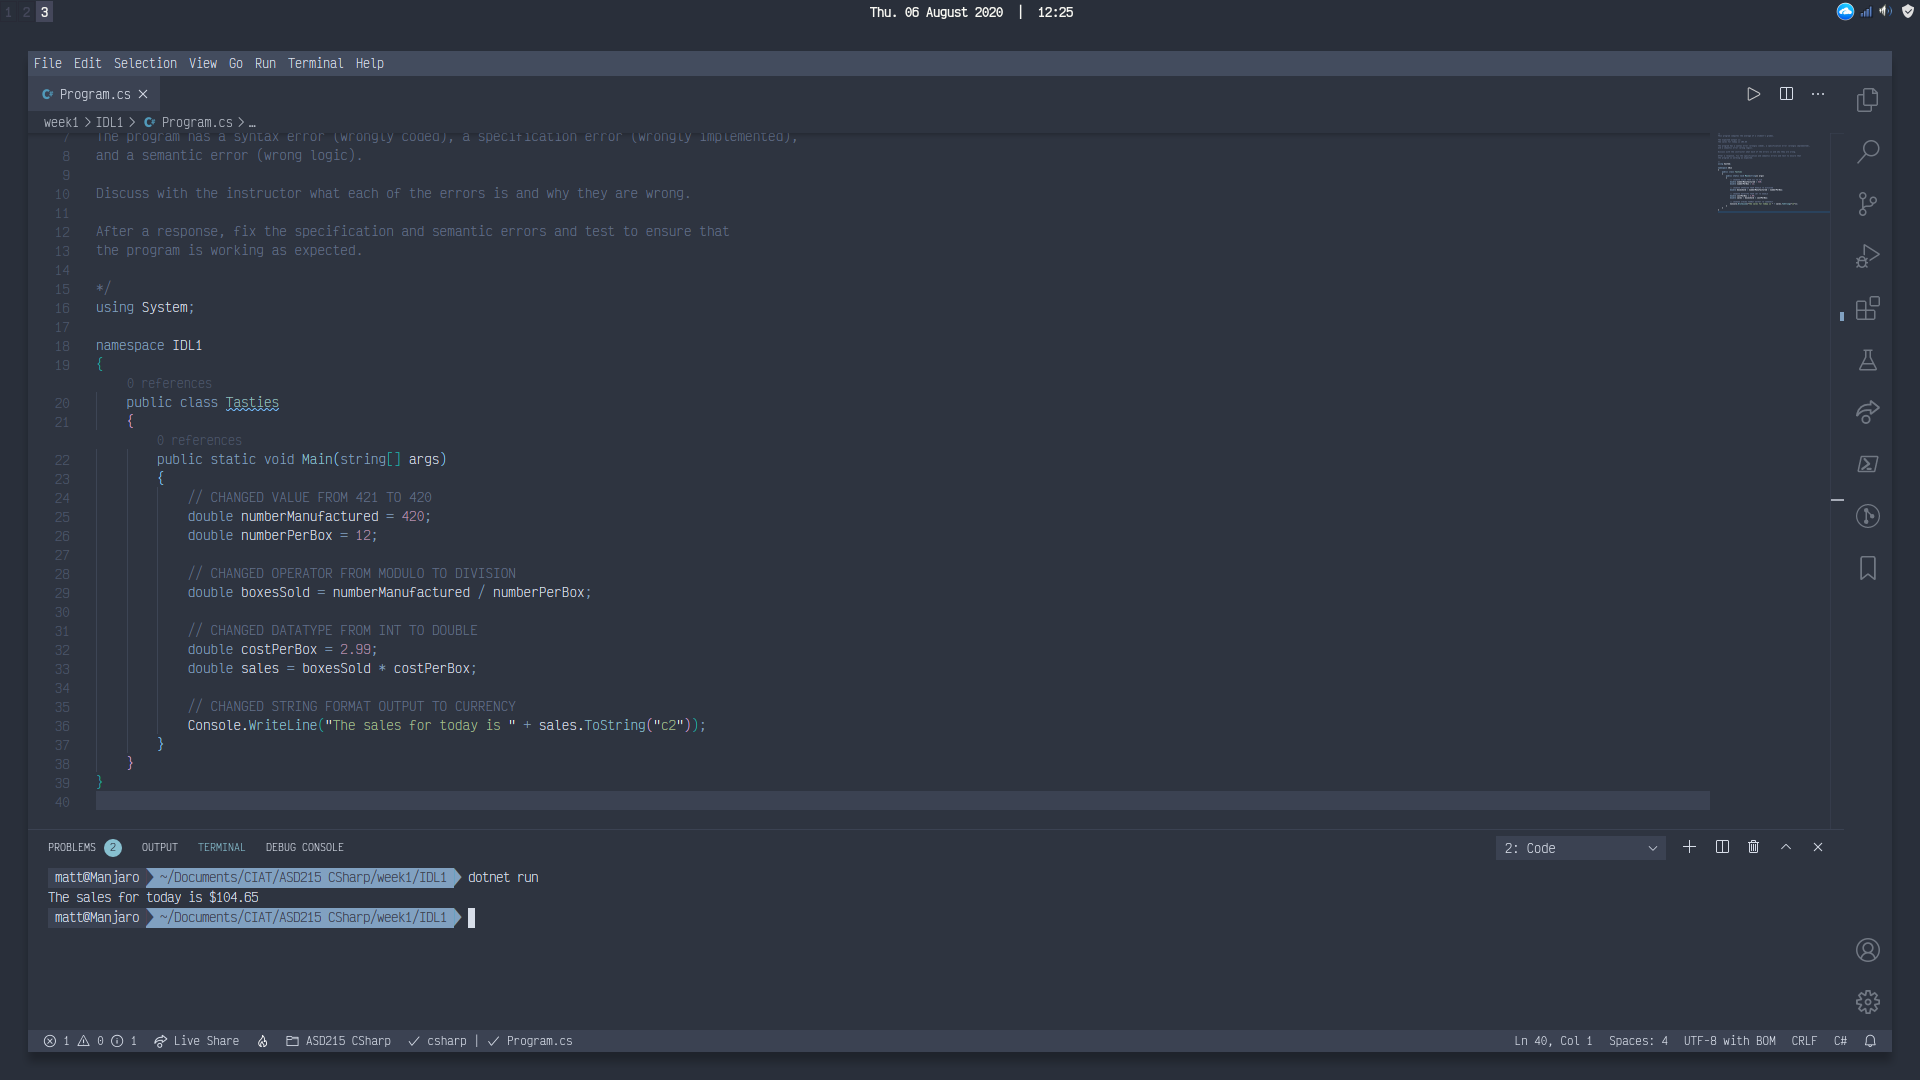 1 2 3
Thu. 06 August 2020 | 12:25
File Edit Selection View Go Run Terminal Help
Program.cs
week1 > IDL1 > Program.cs > …
7 The program has a syntax error (wrongly coded), a specification error (wrongly implemented),
8 and a semantic error (wrong logic).
9
10 Discuss with the instructor what each of the errors is and why they are wrong.
11
12 After a response, fix the specification and semantic errors and test to ensure that
13 the program is working as expected.
14
15 */
16 using System;
17
18 namespace IDL1
19 {
0 references
20 public class Tasties
21 {
0 references
22 public static void Main(string[] args)
23 {
24 // CHANGED VALUE FROM 421 TO 420
25 double numberManufactured = 420;
26 double numberPerBox = 12;
27
28 // CHANGED OPERATOR FROM MODULO TO DIVISION
29 double boxesSold = numberManufactured / numberPerBox;
30
31 // CHANGED DATATYPE FROM INT TO DOUBLE
32 double costPerBox = 2.99;
33 double sales = boxesSold * costPerBox;
34
35 // CHANGED STRING FORMAT OUTPUT TO CURRENCY
36 Console.WriteLine("The sales for today is " + sales.ToString("c2"));
37 }
38 }
39 }
40
PROBLEMS 2 OUTPUT TERMINAL DEBUG CONSOLE 2: Code
matt@Manjaro ~/Documents/CIAT/ASD215 CSharp/week1/IDL1 dotnet run
The sales for today is $104.65
matt@Manjaro ~/Documents/CIAT/ASD215 CSharp/week1/IDL1
1 0 1 Live Share ASD215 CSharp csharp | Program.cs Ln 40, Col 1 Spaces: 4 UTF-8 with BOM CRLF C#